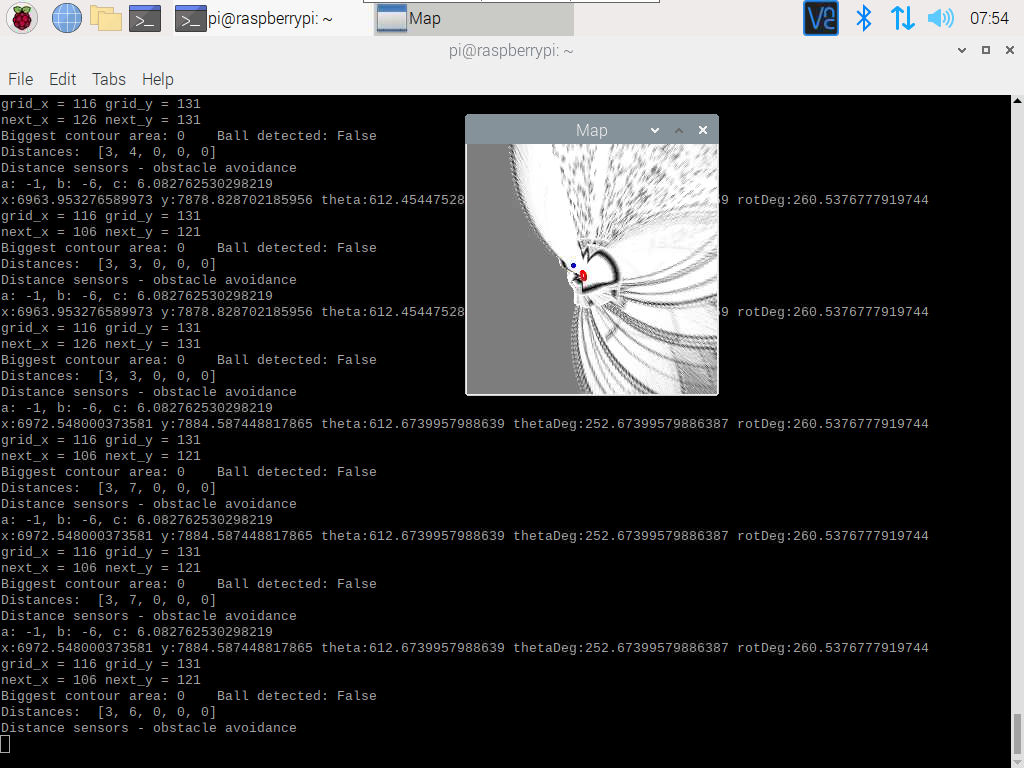 pi@raspberrypi: ~
Map
07:54
pi@raspberrypi: ~
File Edit Tabs Help
grid_x = 116 grid_y = 131
next_x = 126 next_y = 131
Biggest contour area: 0    Ball detected: False
Distances:  [3, 4, 0, 0, 0]
Distance sensors - obstacle avoidance
a: -1, b: -6, c: 6.082762530298219
x:6963.953276589973 y:7878.828702185956 theta:612.45447528 9 rotDeg:260.5376777919744
grid_x = 116 grid_y = 131
next_x = 106 next_y = 121
Biggest contour area: 0    Ball detected: False
Distances:  [3, 3, 0, 0, 0]
Distance sensors - obstacle avoidance
a: -1, b: -6, c: 6.082762530298219
x:6963.953276589973 y:7878.828702185956 theta:612.45447528 9 rotDeg:260.5376777919744
grid_x = 116 grid_y = 131
next_x = 126 next_y = 131
Biggest contour area: 0    Ball detected: False
Distances:  [3, 3, 0, 0, 0]
Distance sensors - obstacle avoidance
a: -1, b: -6, c: 6.082762530298219
x:6972.548000373581 y:7884.587448817865 theta:612.6739957988639 thetaDeg:252.67399579886387 rotDeg:260.5376777919744
grid_x = 116 grid_y = 131
next_x = 106 next_y = 121
Biggest contour area: 0    Ball detected: False
Distances:  [3, 7, 0, 0, 0]
Distance sensors - obstacle avoidance
a: -1, b: -6, c: 6.082762530298219
x:6972.548000373581 y:7884.587448817865 theta:612.6739957988639 thetaDeg:252.67399579886387 rotDeg:260.5376777919744
grid_x = 116 grid_y = 131
next_x = 106 next_y = 121
Biggest contour area: 0    Ball detected: False
Distances:  [3, 7, 0, 0, 0]
Distance sensors - obstacle avoidance
a: -1, b: -6, c: 6.082762530298219
x:6972.548000373581 y:7884.587448817865 theta:612.6739957988639 thetaDeg:252.67399579886387 rotDeg:260.5376777919744
grid_x = 116 grid_y = 131
next_x = 106 next_y = 121
Biggest contour area: 0    Ball detected: False
Distances:  [3, 6, 0, 0, 0]
Distance sensors - obstacle avoidance
Map